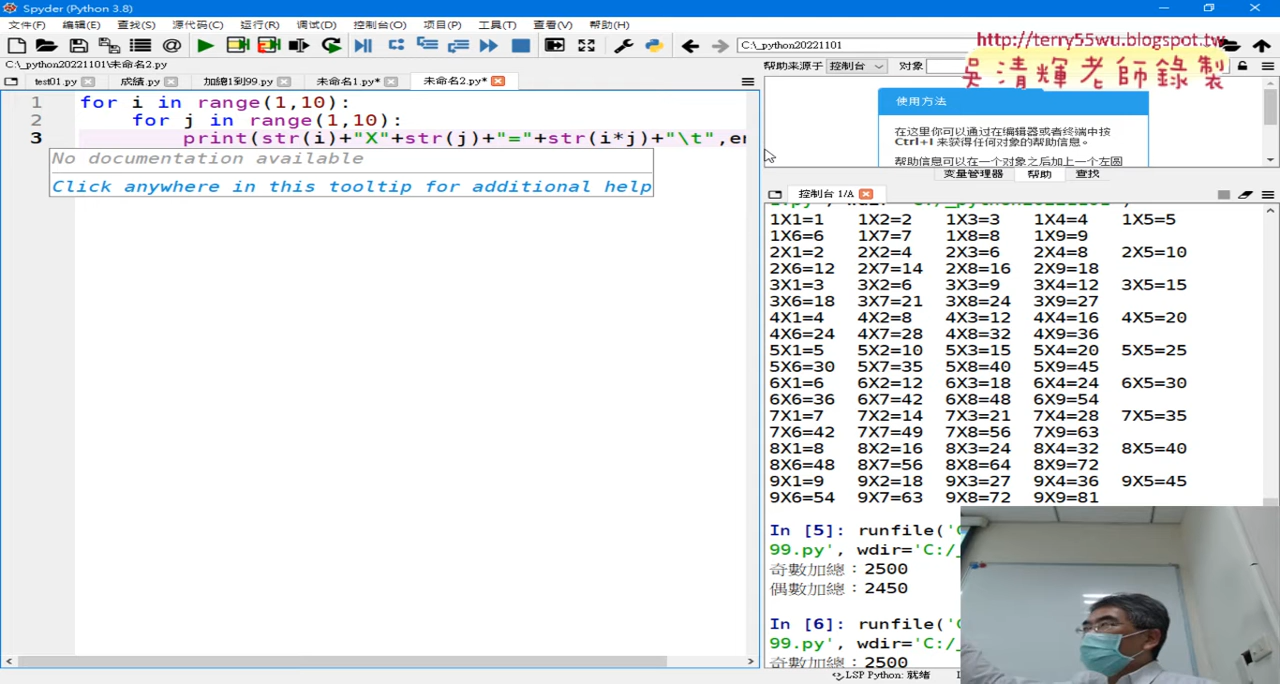 Spyder (Python 3.8)
文件(F) 编辑(E) 查找(S) 源代码(C) 运行(R) 调试(D) 控制台(O) 项目(P) 工具(T) 查看(V) 帮助(H)
C:\_python20221101
http://terry55wu.blogspot.tw
吳清輝老師錄製
C:\_python20221101\未命名2.py
帮助来源于 控制台 对象
test01.py 成績.py 加總1到99.py 未命名1.py* 未命名2.py*
1 for i in range(1,10):
2 for j in range(1,10):
3 print(str(i)+"X"+str(j)+"="+str(i*j)+"\t",en
No documentation available
Click anywhere in this tooltip for additional help
使用方法
在这里你可以通过在编辑器或者终端中按
Ctrl+I 来获得任何对象的帮助信息。
帮助信息可以在一个对象之后加上一个左圆
变量管理器 帮助 查找
控制台 1/A
1X1=1 1X2=2 1X3=3 1X4=4 1X5=5
1X6=6 1X7=7 1X8=8 1X9=9
2X1=2 2X2=4 2X3=6 2X4=8 2X5=10
2X6=12 2X7=14 2X8=16 2X9=18
3X1=3 3X2=6 3X3=9 3X4=12 3X5=15
3X6=18 3X7=21 3X8=24 3X9=27
4X1=4 4X2=8 4X3=12 4X4=16 4X5=20
4X6=24 4X7=28 4X8=32 4X9=36
5X1=5 5X2=10 5X3=15 5X4=20 5X5=25
5X6=30 5X7=35 5X8=40 5X9=45
6X1=6 6X2=12 6X3=18 6X4=24 6X5=30
6X6=36 6X7=42 6X8=48 6X9=54
7X1=7 7X2=14 7X3=21 7X4=28 7X5=35
7X6=42 7X7=49 7X8=56 7X9=63
8X1=8 8X2=16 8X3=24 8X4=32 8X5=40
8X6=48 8X7=56 8X8=64 8X9=72
9X1=9 9X2=18 9X3=27 9X4=36 9X5=45
9X6=54 9X7=63 9X8=72 9X9=81
In [5]: runfile('C
99.py', wdir='C:/_
奇數加總：2500
偶數加總：2450
In [6]: runfile('C
99.py', wdir='C:/_
奇數加總：2500
LSP Python: 就绪